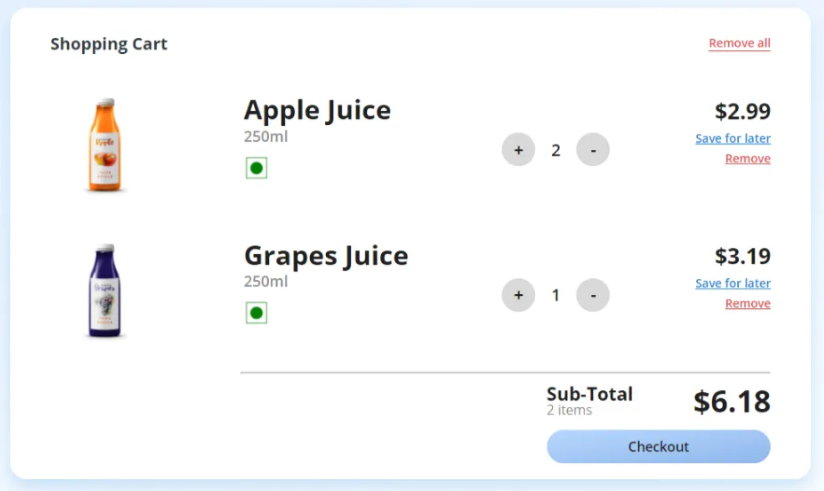 Shopping Cart Remove all
Apple Juice $2.99
250ml Save for later
+ 2 -
Remove
Grapes Juice $3.19
250ml Save for later
+ 1 -
Remove
Sub-Total $6.18
2 items
Checkout